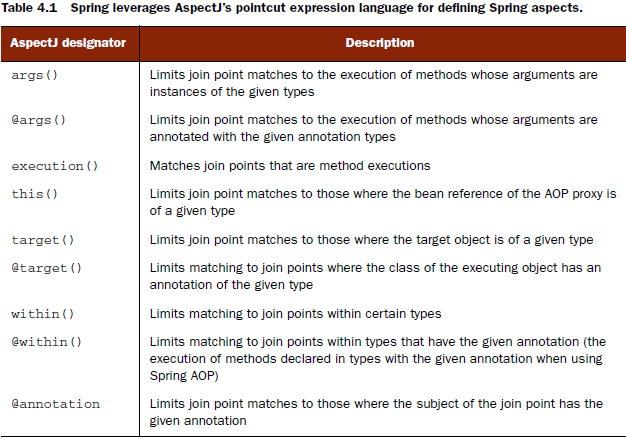 Table 4.1 Spring leverages AspectJ's pointcut expression language for defining Spring aspects.
AspectJ designator Description
args() Limits join point matches to the execution of methods whose arguments are
instances of the given types
@args() Limits join point matches to the execution of methods whose arguments are
annotated with the given annotation types
execution() Matches join points that are method executions
this() Limits join point matches to those where the bean reference of the AOP proxy is
of a given type
target() Limits join point matches to those where the target object is of a given type
@target() Limits matching to join points where the class of the executing object has an
annotation of the given type
within() Limits matching to join points within certain types
@within() Limits matching to join points within types that have the given annotation (the
execution of methods declared in types with the given annotation when using
Spring AOP)
@annotation Limits join point matches to those where the subject of the join point has the
given annotation